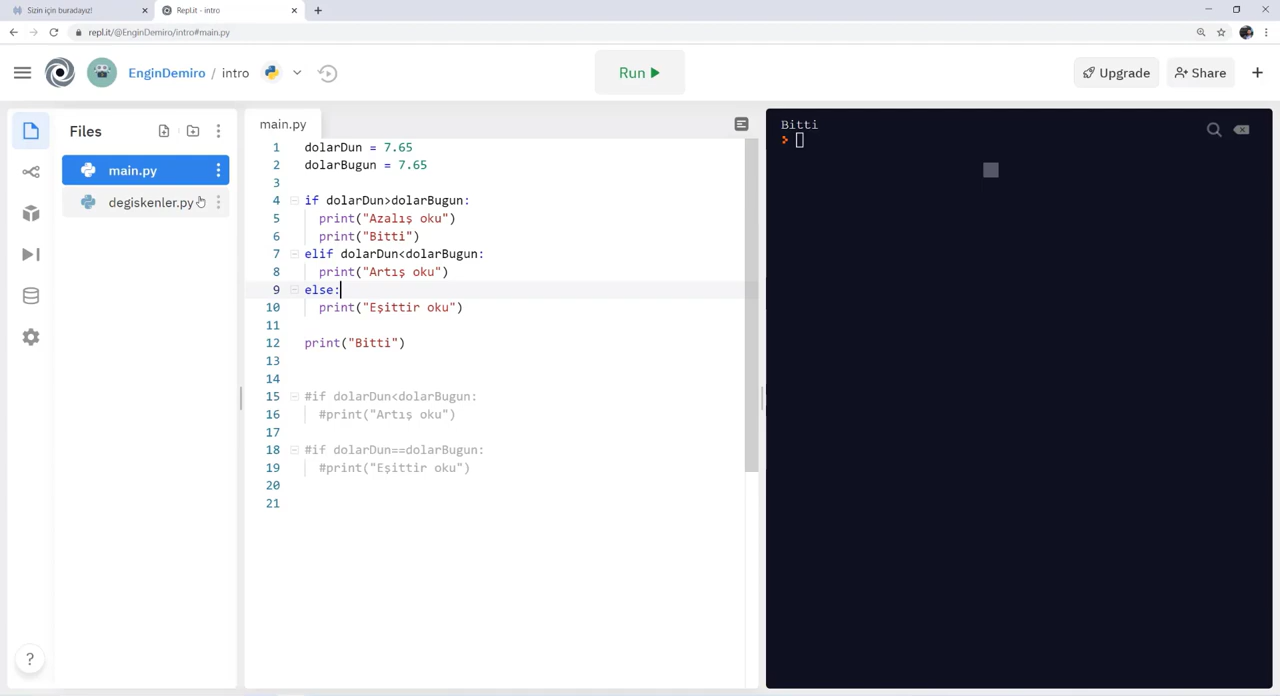 Sizin için buradayız!
Repl.it - intro
repl.it/@EnginDemiro/intro#main.py
EnginDemiro / intro
Run
Upgrade
Share
Files
main.py
degiskenler.py
main.py
1 dolarDun = 7.65
2 dolarBugun = 7.65
3
4 if dolarDun>dolarBugun:
5 print("Azalış oku")
6 print("Bitti")
7 elif dolarDun<dolarBugun:
8 print("Artış oku")
9 else:
10 print("Eşittir oku")
11
12 print("Bitti")
13
14
15 #if dolarDun<dolarBugun:
16 #print("Artış oku")
17
18 #if dolarDun==dolarBugun:
19 #print("Eşittir oku")
20
21
Bitti
?